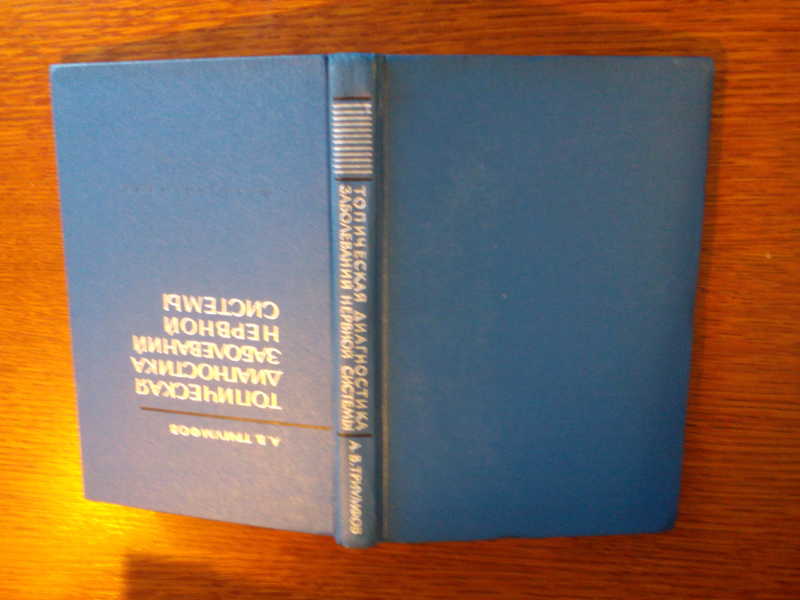 А. В. ТРИУМФОВ
ТОПИЧЕСКАЯ
ДИАГНОСТИКА
ЗАБОЛЕВАНИЙ
НЕРВНОЙ
СИСТЕМЫ
А. В. ТРИУМФОВ
ТОПИЧЕСКАЯ ДИАГНОСТИКА
ЗАБОЛЕВАНИЙ НЕРВНОЙ СИСТЕМЫ